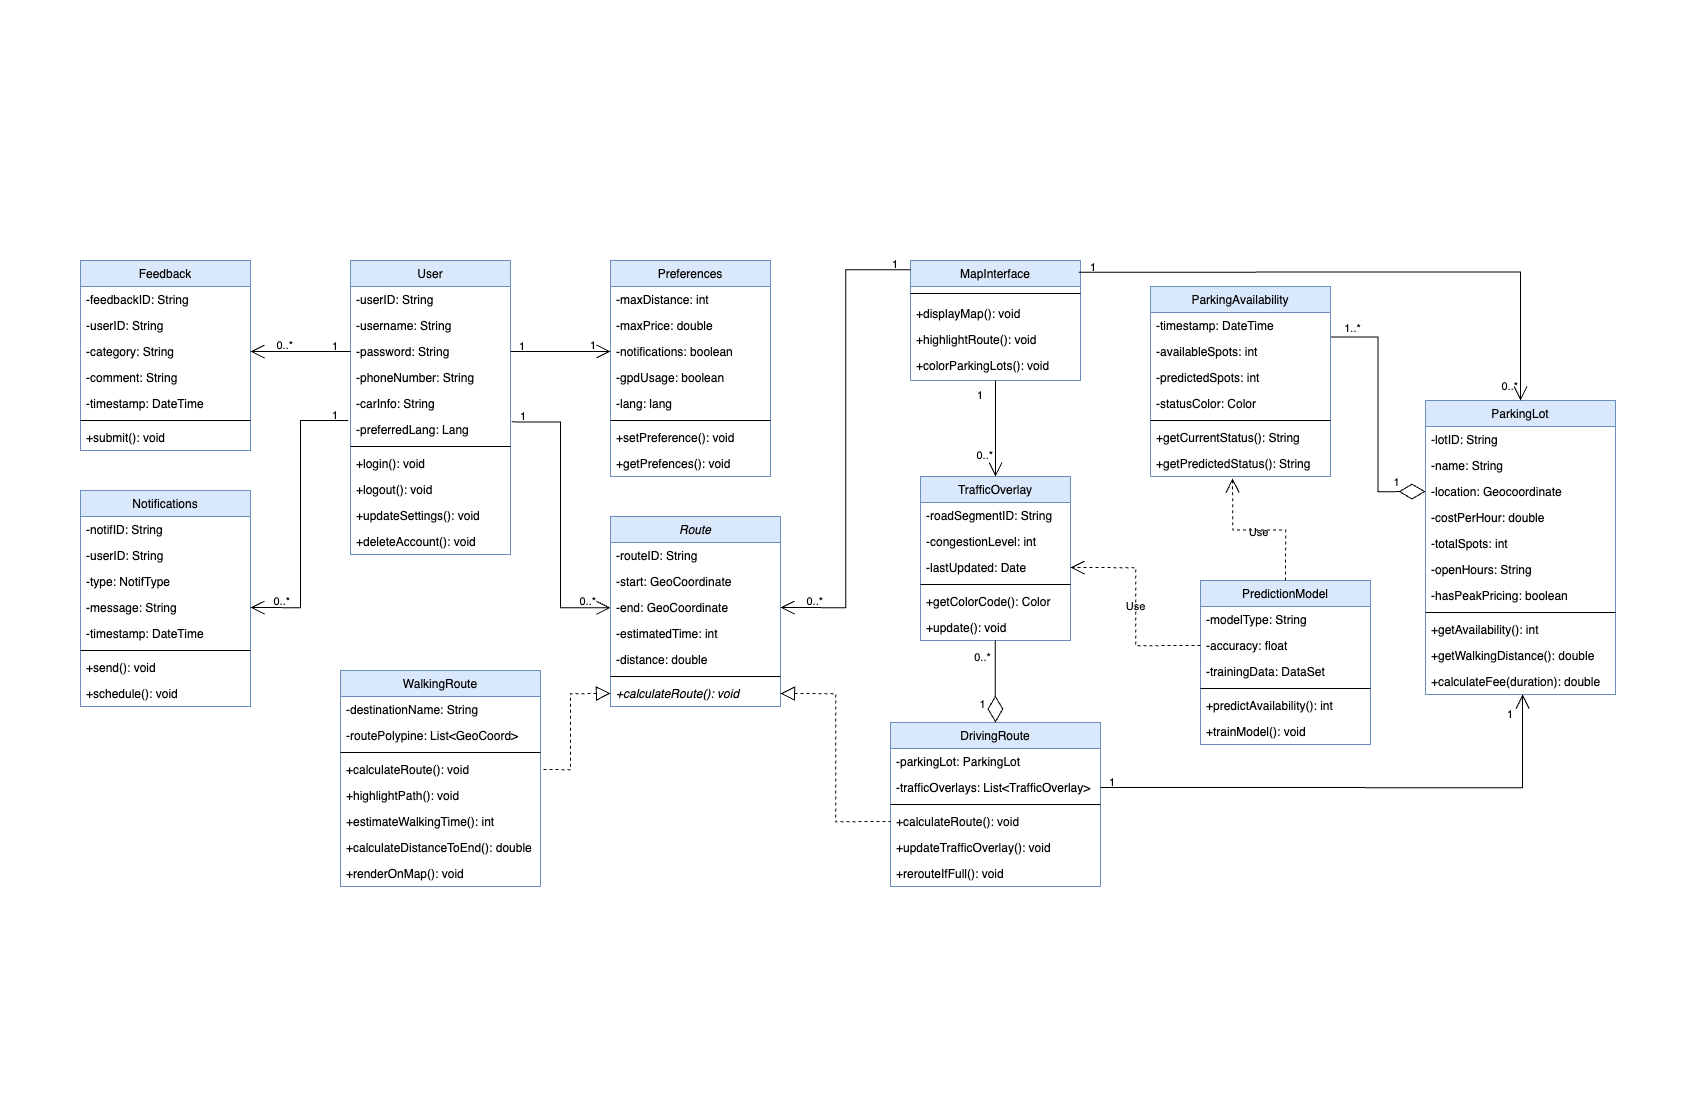 Feedback
-feedbackID: String
-userID: String
-category: String
-comment: String
-timestamp: DateTime
+submit(): void
0..*
1
User
-userID: String
-username: String
-password: String
-phoneNumber: String
-carInfo: String
-preferredLang: Lang
+login(): void
+logout(): void
+updateSettings(): void
+deleteAccount(): void
1
1
Preferences
-maxDistance: int
-maxPrice: double
-notifications: boolean
-gpdUsage: boolean
-lang: lang
+setPreference(): void
+getPrefences(): void
1
1
Notifications
-notifID: String
-userID: String
-type: NotifType
-message: String
-timestamp: DateTime
+send(): void
+schedule(): void
0..*
0..*
Route
-routeID: String
-start: GeoCoordinate
-end: GeoCoordinate
-estimatedTime: int
-distance: double
+calculateRoute(): void
0..*
WalkingRoute
-destinationName: String
-routePolypine: List<GeoCoord>
+calculateRoute(): void
+highlightPath(): void
+estimateWalkingTime(): int
+calculateDistanceToEnd(): double
+renderOnMap(): void
1
MapInterface
+displayMap(): void
+highlightRoute(): void
+colorParkingLots(): void
1
1
0..*
TrafficOverlay
-roadSegmentID: String
-congestionLevel: int
-lastUpdated: Date
+getColorCode(): Color
+update(): void
0..*
1
DrivingRoute
-parkingLot: ParkingLot
-trafficOverlays: List<TrafficOverlay>
+calculateRoute(): void
+updateTrafficOverlay(): void
+rerouteIfFull(): void
1
ParkingAvailability
-timestamp: DateTime
-availableSpots: int
-predictedSpots: int
-statusColor: Color
+getCurrentStatus(): String
+getPredictedStatus(): String
1..*
1
Use
Use
PredictionModel
-modelType: String
-accuracy: float
-trainingData: DataSet
+predictAvailability(): int
+trainModel(): void
0..*
ParkingLot
-lotID: String
-name: String
-location: Geocoordinate
-costPerHour: double
-totalSpots: int
-openHours: String
-hasPeakPricing: boolean
+getAvailability(): int
+getWalkingDistance(): double
+calculateFee(duration): double
1